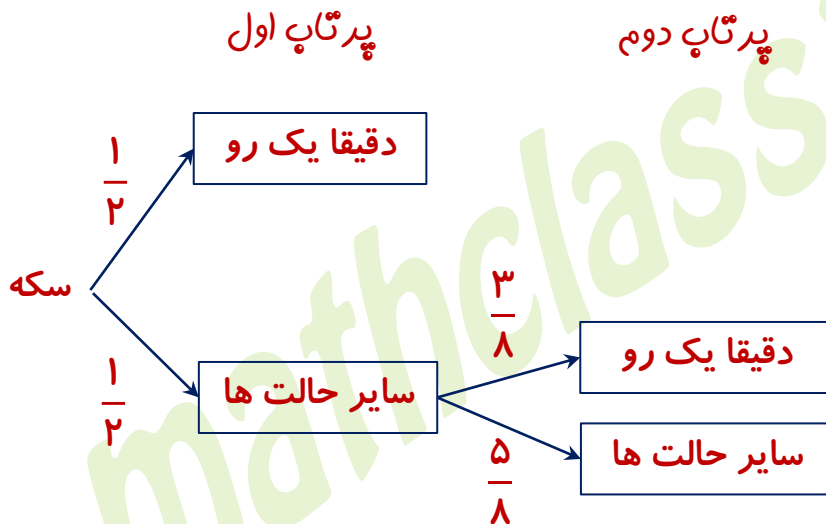 پرتاب اول
پرتاب دوم
۱
۲
دقیقا یک رو
سکه
۱
۲
سایر حالت ها
۳
۸
دقیقا یک رو
۵
۸
سایر حالت ها
mathclass